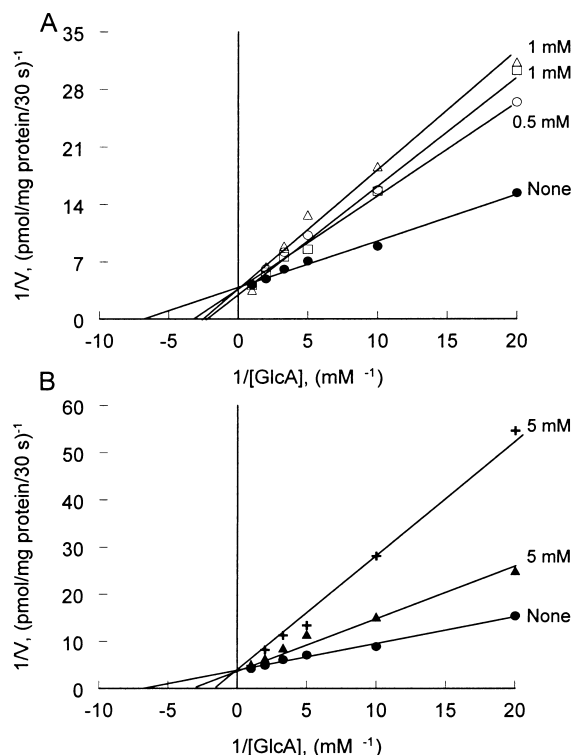 A
35
28
21
14
7
0
1/V, (pmol/mg protein/30 s)-1
1 mM
1 mM
0.5 mM
None
-10 -5 0 5 10 15 20
1/[GlcA], (mM -1)
B
60
50
40
30
20
10
0
1/V, (pmol/mg protein/30 s)-1
5 mM
5 mM
None
-10 -5 0 5 10 15 20
1/[GlcA], (mM -1)